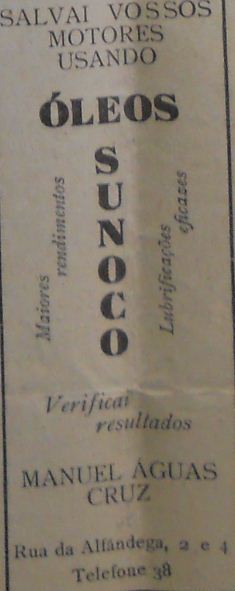 SALVAI VOSSOS
MOTORES
USANDO
ÓLEOS
SUNOCO
Maiores
rendimentos
Lubrificações
eficazes
Verificai
resultados
MANUEL ÁGUAS
CRUZ
Rua da Alfândega, 2 e 4
Telefone 38